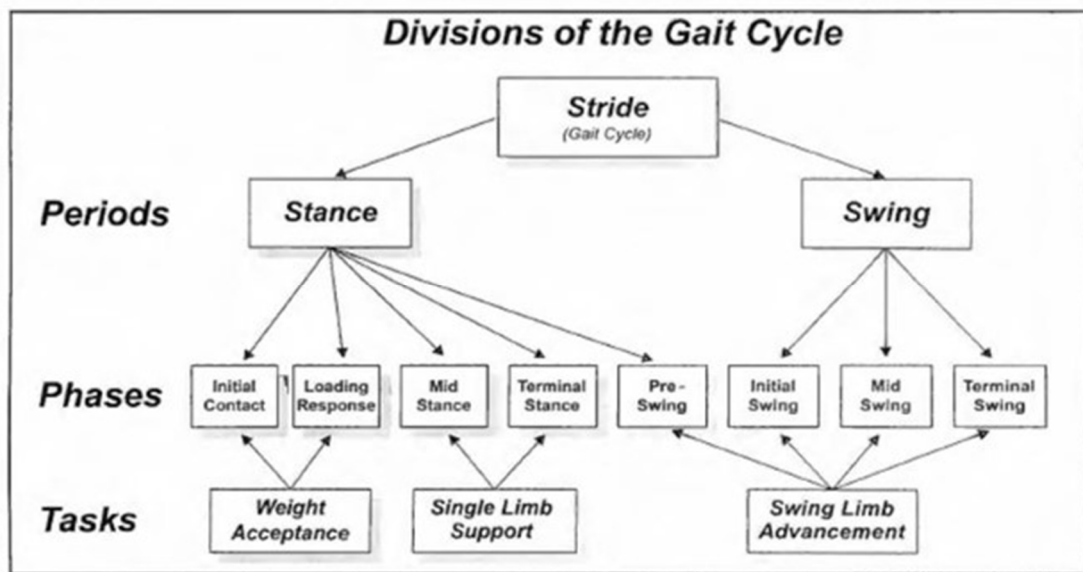 Divisions of the Gait Cycle
Stride
(Gait Cycle)
Periods
Stance
Swing
Phases
Initial
Contact
Loading
Response
Mid
Stance
Terminal
Stance
Pre -
Swing
Initial
Swing
Mid
Swing
Terminal
Swing
Tasks
Weight
Acceptance
Single Limb
Support
Swing Limb
Advancement